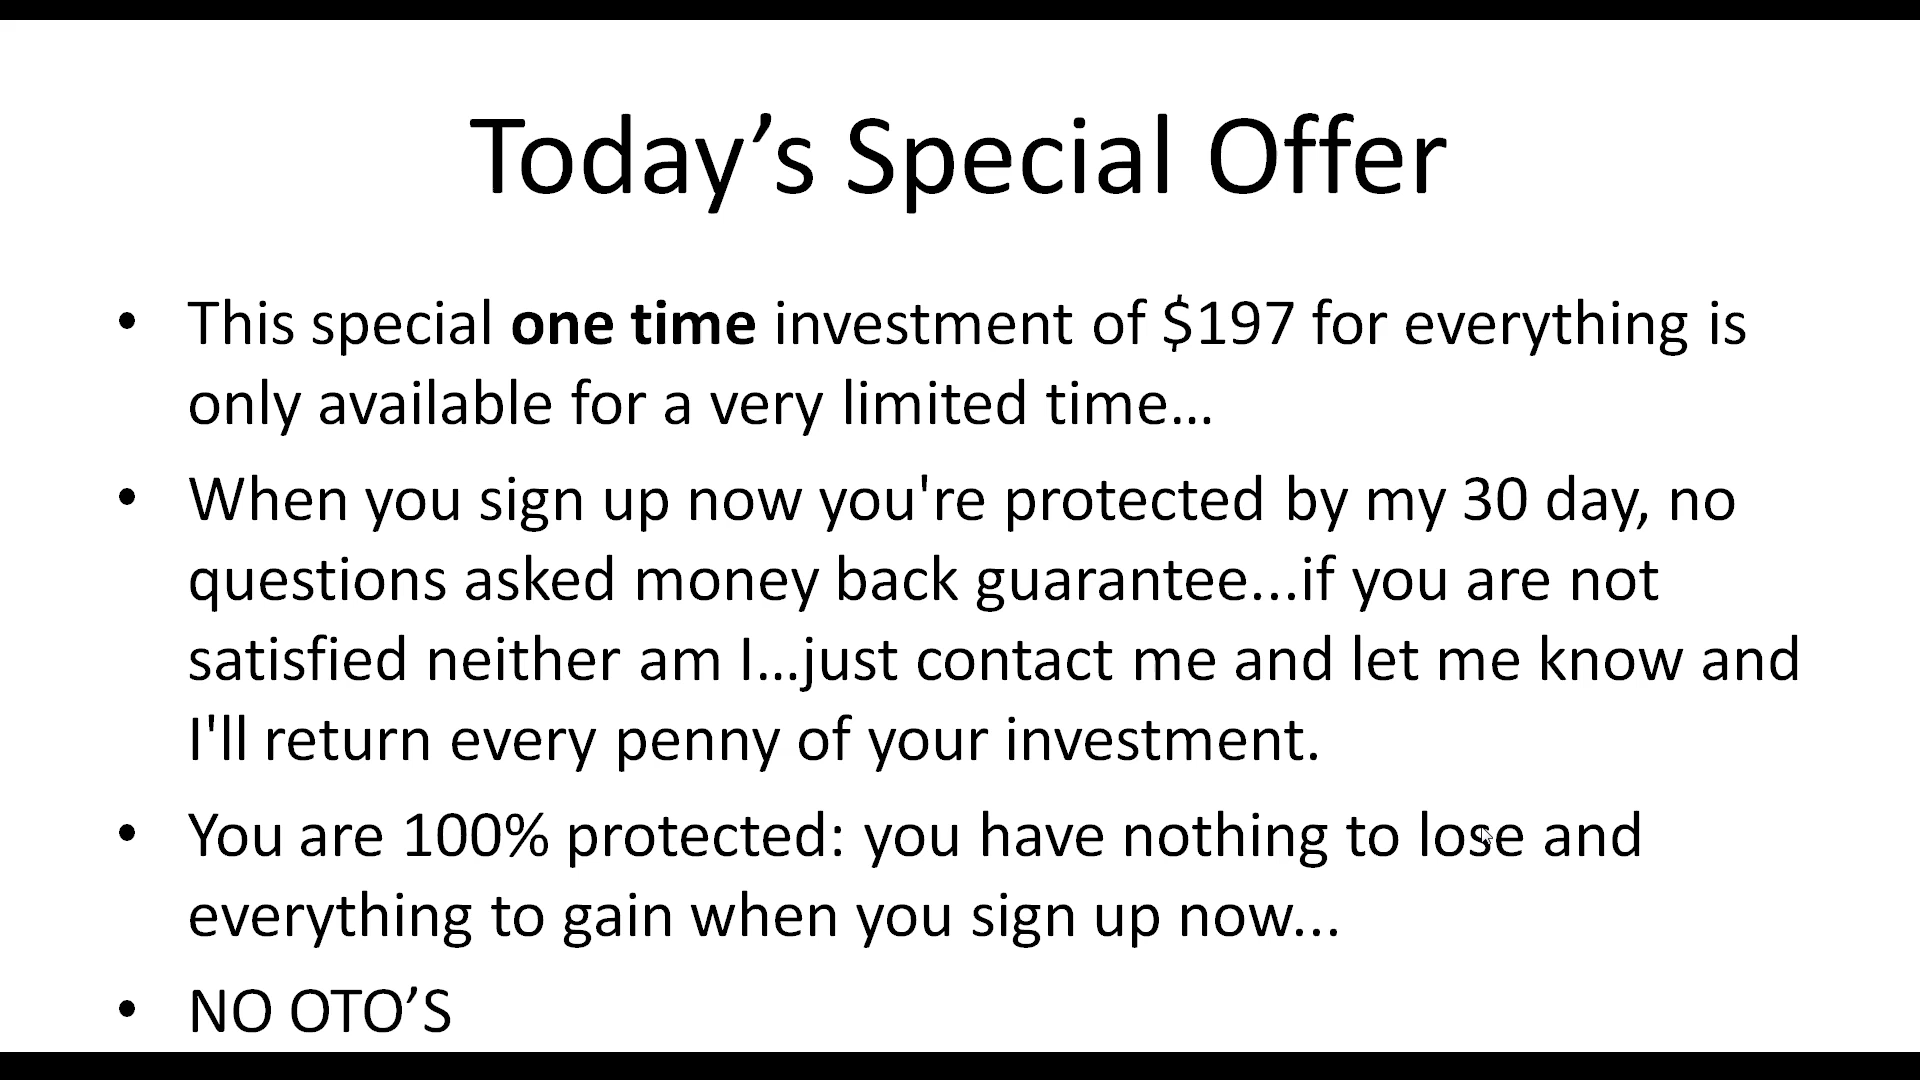 Today’s Special Offer
• This special one time investment of $197 for everything is
only available for a very limited time…
• When you sign up now you're protected by my 30 day, no
questions asked money back guarantee...if you are not
satisfied neither am I…just contact me and let me know and
I'll return every penny of your investment.
• You are 100% protected: you have nothing to lose and
everything to gain when you sign up now...
• NO OTO’S